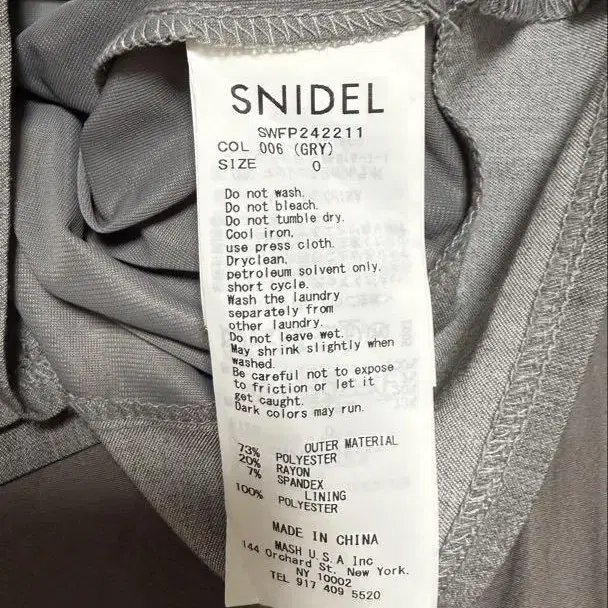 SNIDEL
SWFP242211
COL 006 (GRY)
SIZE 0
Do not wash.
Do not bleach.
Do not tumble dry.
Cool iron,
use press cloth.
Dryclean,
petroleum solvent only.
short cycle.
Wash the laundry
separately from
other laundry.
Do not leave wet.
May shrink slightly when
washed.
Be careful not to expose
to friction or let it
get caught.
Dark colors may run.
OUTER MATERIAL
73% POLYESTER
20% RAYON
7% SPANDEX
LINING
100% POLYESTER
MADE IN CHINA
MASH U.S.A Inc
144 Orchard St. New York.
NY 10002
TEL 917 409 5520